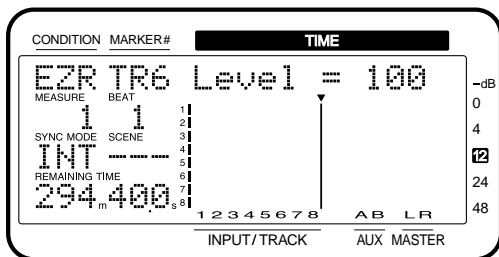 CONDITION MARKER# TIME
EZR TR6 Level = 100
MEASURE BEAT
1 1
SYNC MODE SCENE
INT ---
REMAINING TIME
294m400s
1
2
3
4
5
6
7
8
1 2 3 4 5 6 7 8 AB LR
INPUT/TRACK AUX MASTER
-dB
0
4
12
24
48